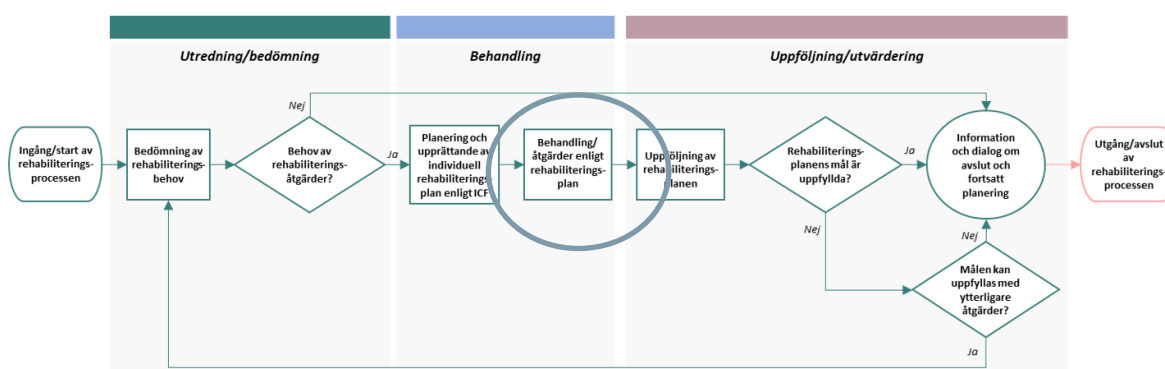 Utredning/bedömning
Behandling
Uppföljning/utvärdering
Ingång/start av
rehabiliterings-
processen
Bedömning av
rehabiliterings-
behov
Nej
Behov av
rehabiliterings-
åtgärder?
Ja
Planering och
upprättande av
individuell
rehabiliterings-
plan enligt ICF
Behandling/
åtgärder enligt
rehabiliterings-
plan
Uppföljning av
rehabiliterings-
planen
Rehabiliterings-
planens mål är
uppfyllda?
Ja
Nej
Information
och dialog om
avslut och
fortsatt
planering
Utgång/avslut
av
rehabiliterings-
processen
Nej
Målen kan
uppfyllas med
ytterligare
åtgärder?
Ja